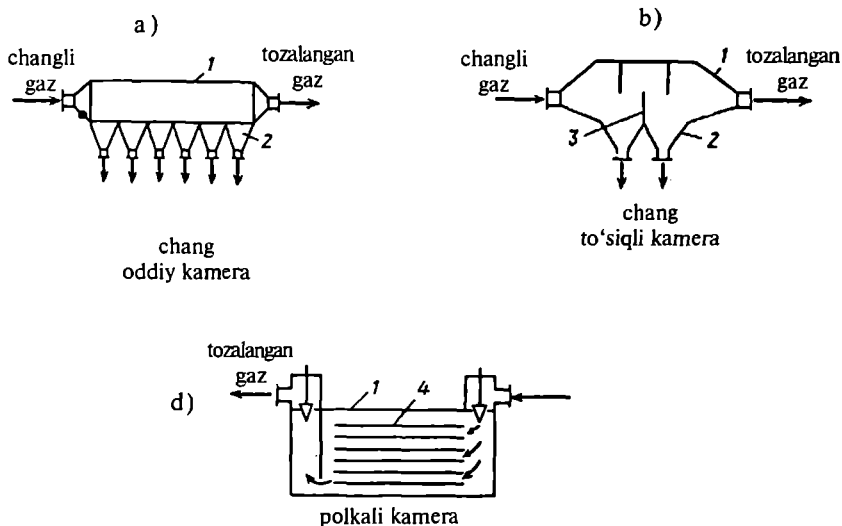 a)
changli
gaz
1
tozalangan
gaz
2
chang
oddiy kamera
b)
changli
gaz
1
tozalangan
gaz
3
2
chang
to‘siqli kamera
d)
tozalangan
gaz
1
4
polkali kamera